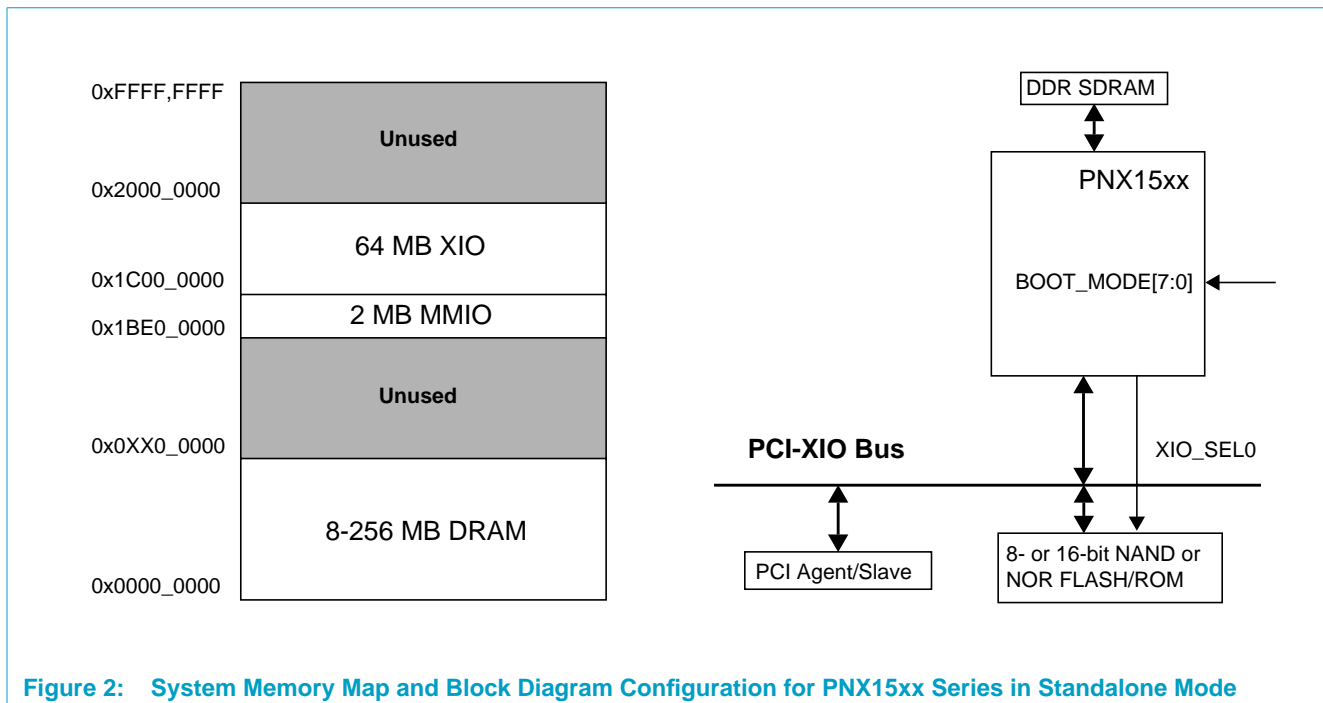 0xFFFF,FFFF
Unused
0x2000_0000
64 MB XIO
0x1C00_0000
2 MB MMIO
0x1BE0_0000
Unused
0x0XX0_0000
8-256 MB DRAM
0x0000_0000
DDR SDRAM
PNX15xx
BOOT_MODE[7:0]
PCI-XIO Bus
XIO_SEL0
PCI Agent/Slave
8- or 16-bit NAND or
NOR FLASH/ROM
Figure 2: System Memory Map and Block Diagram Configuration for PNX15xx Series in Standalone Mode